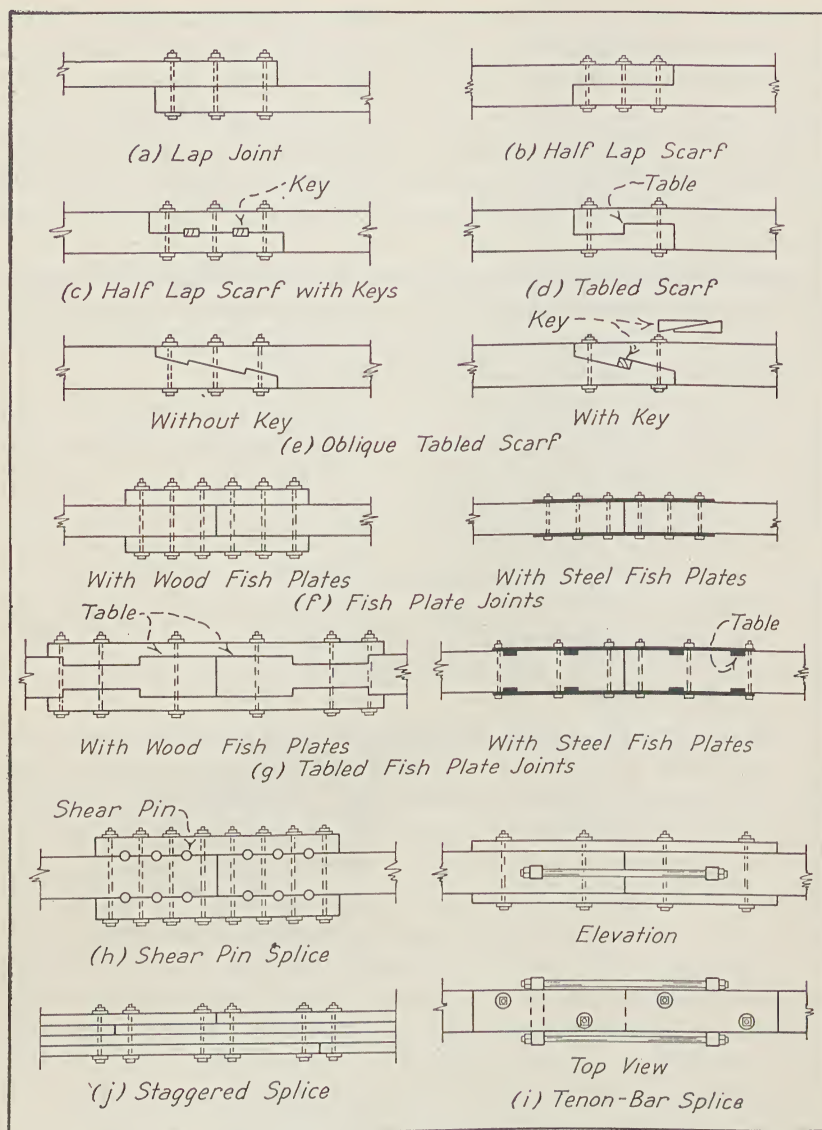 (a) Lap Joint
(b) Half Lap Scarf
Key
(c) Half Lap Scarf with Keys
Table
(d) Tabled Scarf
Without Key
Key
With Key
(e) Oblique Tabled Scarf
With Wood Fish Plates
With Steel Fish Plates
(f) Fish Plate Joints
Table
With Wood Fish Plates
Table
With Steel Fish Plates
(g) Tabled Fish Plate Joints
Shear Pin
(h) Shear Pin Splice
Elevation
(j) Staggered Splice
Top View
(i) Tenon-Bar Splice